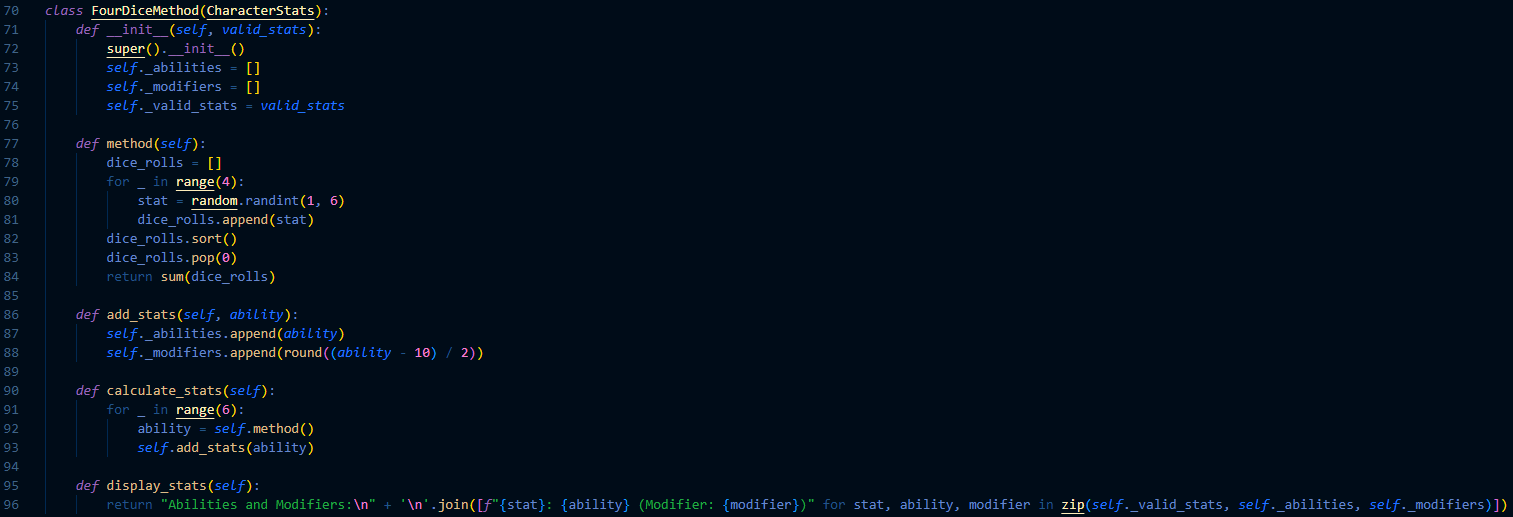 70 class FourDiceMethod(CharacterStats):
71     def __init__(self, valid_stats):
72         super().__init__()
73         self._abilities = []
74         self._modifiers = []
75         self._valid_stats = valid_stats
76
77     def method(self):
78         dice_rolls = []
79         for _ in range(4):
80             stat = random.randint(1, 6)
81             dice_rolls.append(stat)
82         dice_rolls.sort()
83         dice_rolls.pop(0)
84         return sum(dice_rolls)
85
86     def add_stats(self, ability):
87         self._abilities.append(ability)
88         self._modifiers.append(round((ability - 10) / 2))
89
90     def calculate_stats(self):
91         for _ in range(6):
92             ability = self.method()
93             self.add_stats(ability)
94
95     def display_stats(self):
96         return "Abilities and Modifiers:\n" + '\n'.join([f"{stat}: {ability} (Modifier: {modifier})" for stat, ability, modifier in zip(self._valid_stats, self._abilities, self._modifiers)])